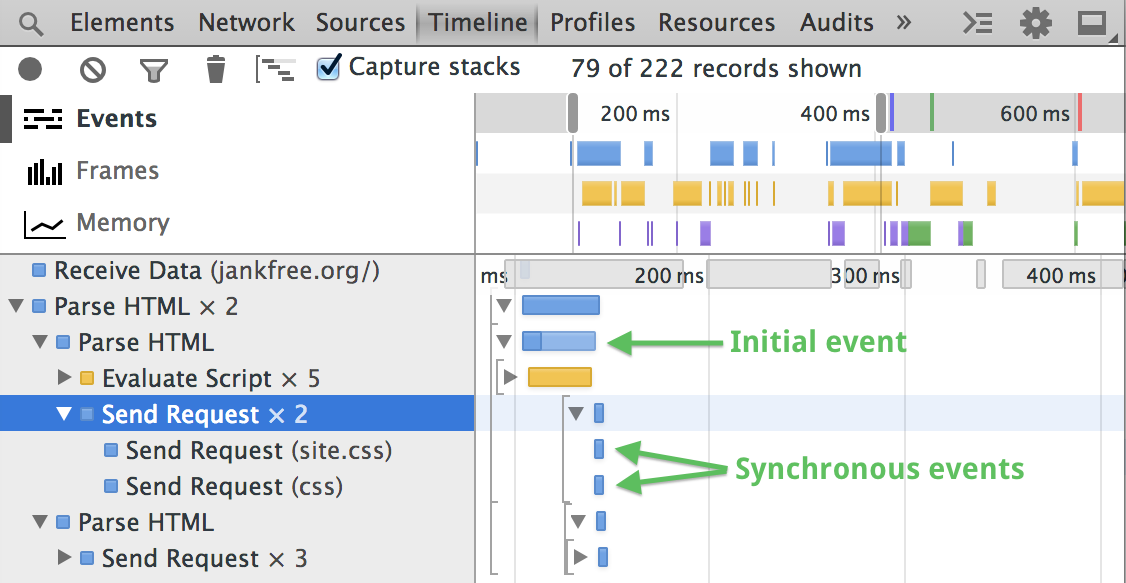 Elements Network Sources Timeline Profiles Resources Audits »
Capture stacks 79 of 222 records shown
Events
200 ms 400 ms 600 ms
Frames
Memory
Receive Data (jankfree.org/)
ms 200 ms 300 ms 400 ms
Parse HTML × 2
Parse HTML
Initial event
Evaluate Script × 5
Send Request × 2
Send Request (site.css)
Synchronous events
Send Request (css)
Parse HTML
Send Request × 3